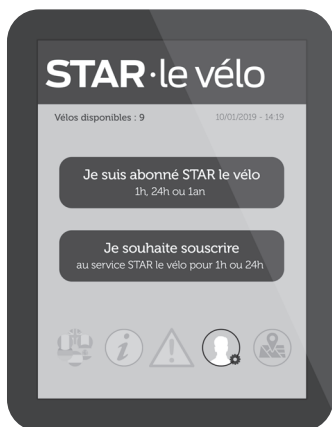 STAR·le vélo
Vélos disponibles : 9 10/01/2019 - 14:19
Je suis abonné STAR le vélo
1h, 24h ou 1an
Je souhaite souscrire
au service STAR le vélo pour 1h ou 24h
i